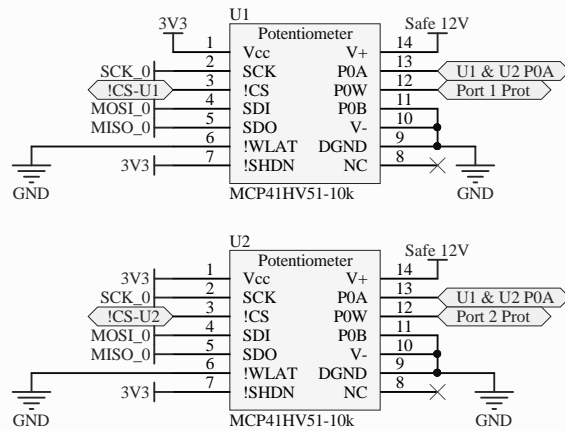 U1
3V3 Potentiometer Safe 12V
1 Vcc V+ 14
SCK_0 2 SCK P0A 13 U1 & U2 P0A
!CS-U1 3 !CS P0W 12 Port 1 Prot
MOSI_0 4 SDI P0B 11
MISO_0 5 SDO V- 10
6 !WLAT DGND 9
3V3 7 !SHDN NC 8
GND MCP41HV51-10k GND
U2
Potentiometer Safe 12V
3V3 1 Vcc V+ 14
SCK_0 2 SCK P0A 13 U1 & U2 P0A
!CS-U2 3 !CS P0W 12 Port 2 Prot
MOSI_0 4 SDI P0B 11
MISO_0 5 SDO V- 10
6 !WLAT DGND 9
3V3 7 !SHDN NC 8
GND MCP41HV51-10k GND